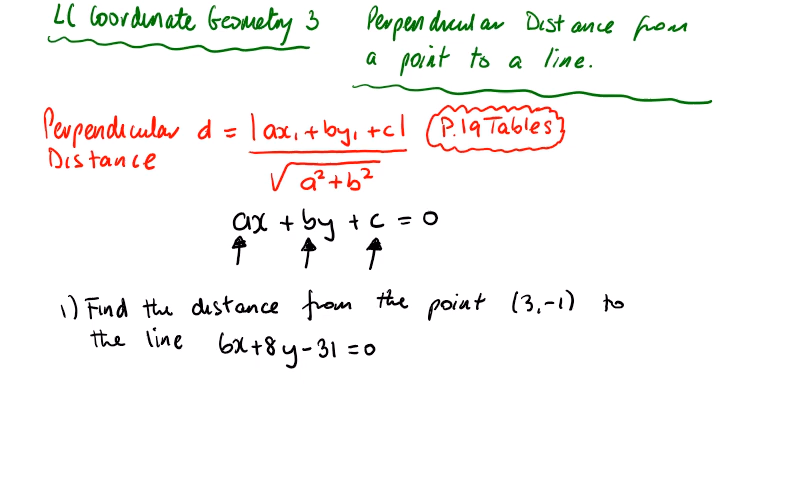 LC Coordinate Geometry 3
Perpendicular Distance from
a point to a line.
Perpendicular d = |ax₁ + by₁ + c|
Distance
√a² + b²
P.19 Tables
ax + by + c = 0
1) Find the distance from the point (3,-1) to
the line 6x+8y-31=0